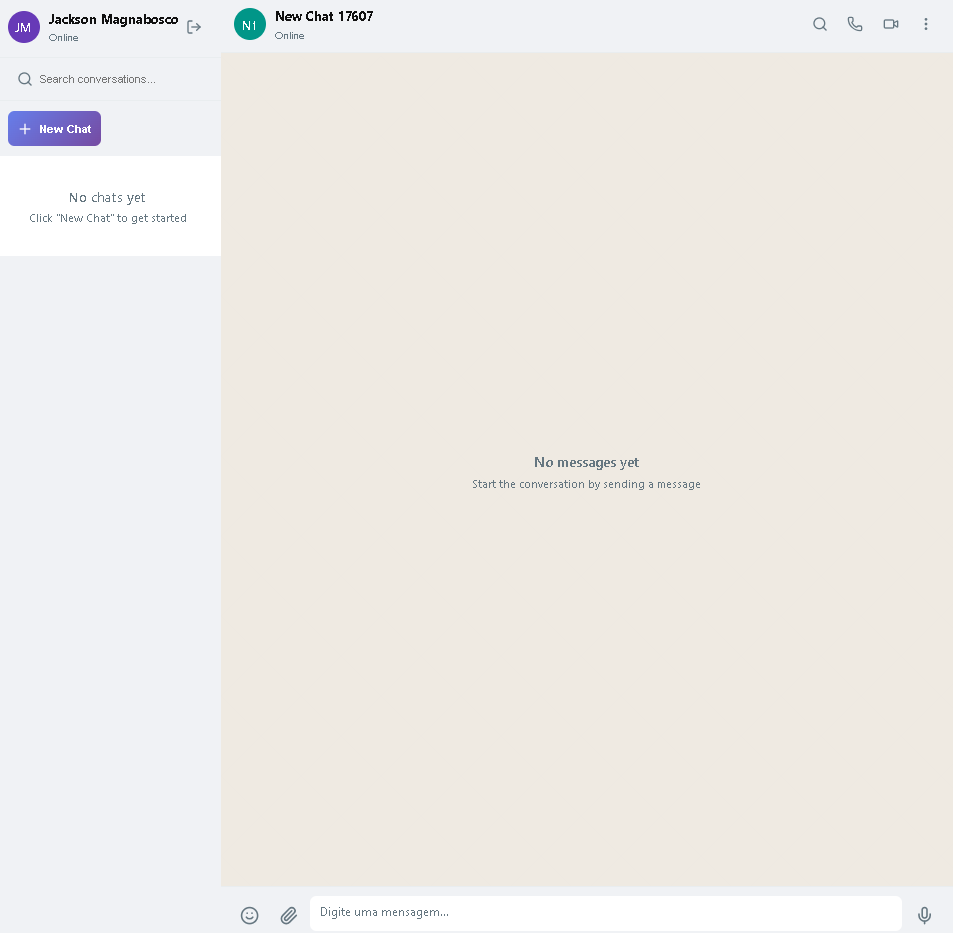 JM
Jackson Magnabosco
Online
Search conversations...
New Chat
No chats yet
Click "New Chat" to get started
N1
New Chat 17607
Online
No messages yet
Start the conversation by sending a message
Digite uma mensagem...